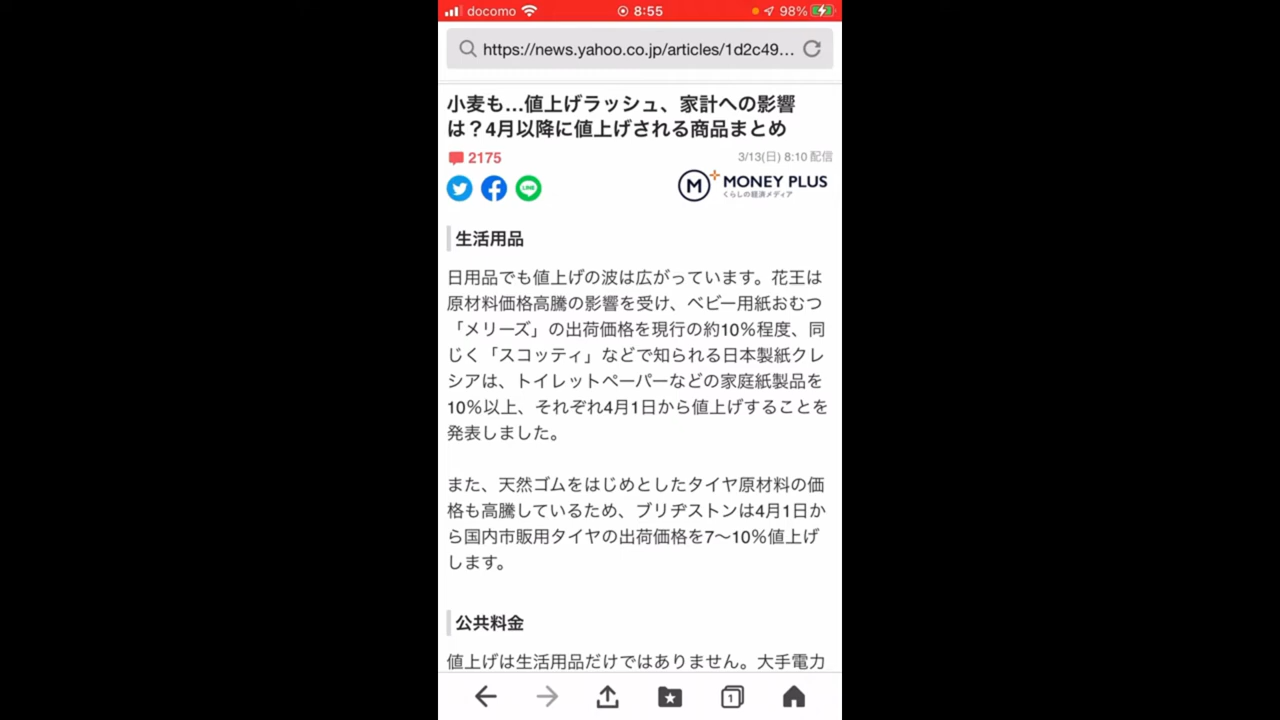 docomo 8:55 98%
https://news.yahoo.co.jp/articles/1d2c49...
小麦も…値上げラッシュ、家計への影響
は？4月以降に値上げされる商品まとめ
2175 3/13(日) 8:10 配信
LINE M MONEY PLUS
くらしの経済メディア
生活用品
日用品でも値上げの波は広がっています。花王は
原材料価格高騰の影響を受け、ベビー用紙おむつ
「メリーズ」の出荷価格を現行の約10％程度、同
じく「スコッティ」などで知られる日本製紙クレ
シアは、トイレットペーパーなどの家庭紙製品を
10％以上、それぞれ4月1日から値上げすることを
発表しました。
また、天然ゴムをはじめとしたタイヤ原材料の価
格も高騰しているため、ブリヂストンは4月1日か
ら国内市販用タイヤの出荷価格を7〜10％値上げ
します。
公共料金
値上げは生活用品だけではありません。大手電力
1